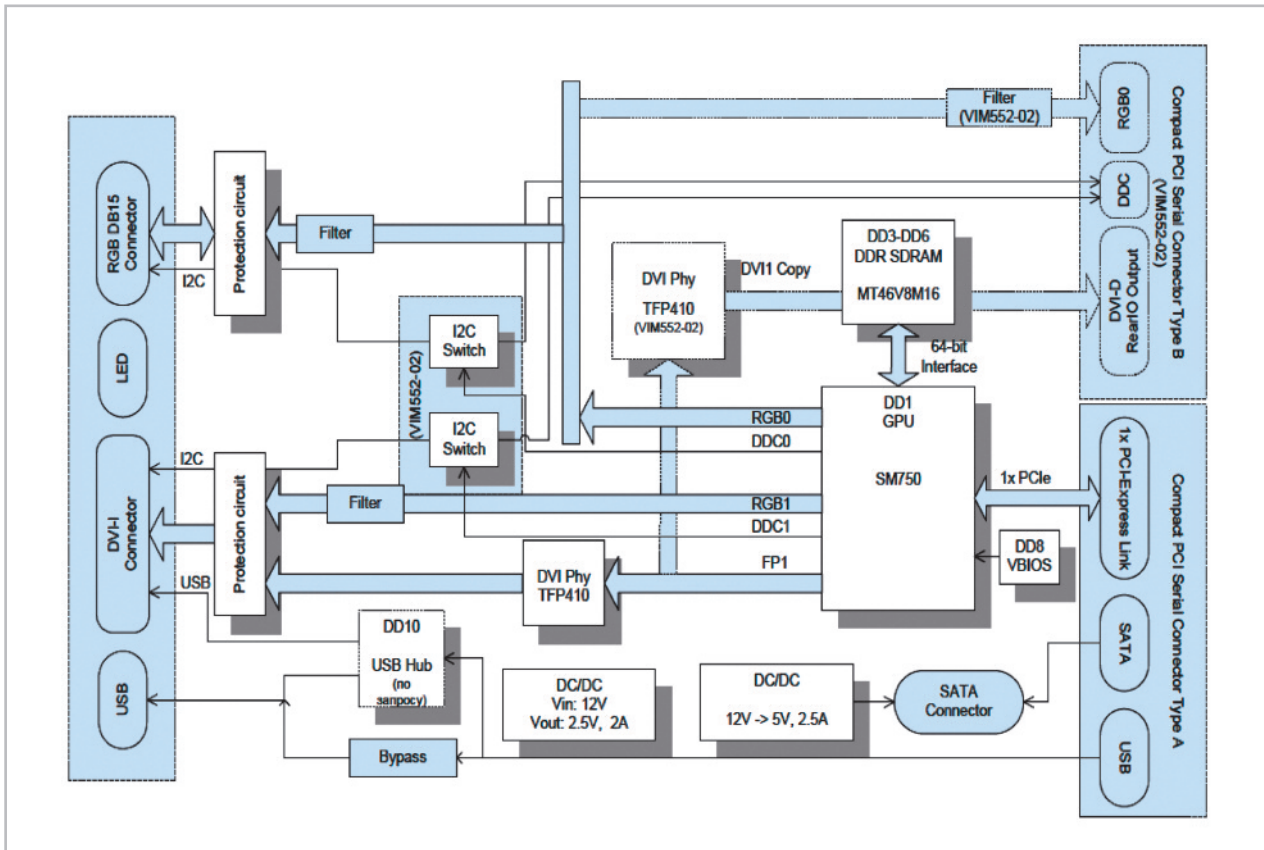 RGB DB15
Connector
LED
DVI-I
Connector
USB
Protection circuit
I2C
Filter
Protection circuit
I2C
USB
Filter
(VIM552-02)
I2C
Switch
I2C
Switch
DVI Phy
TFP410
(VIM552-02)
DVI1 Copy
DD3-DD6
DDR SDRAM
MT46V8M16
64-bit
Interface
RGB0
DDC0
RGB1
DDC1
FP1
DD1
GPU
SM750
DVI Phy
TFP410
DD10
USB Hub
(no
запросу)
Bypass
DC/DC
Vin: 12V
Vout: 2.5V, 2A
DC/DC
12V -> 5V, 2.5A
SATA
Connector
1x PCIe
DD8
VBIOS
Filter
(VIM552-02)
RGB0
DDC
RearIO Output
DVI-D
Compact PCI Serial Connector Type B
(VIM552-02)
1x PCI-Express Link
SATA
USB
Compact PCI Serial Connector Type A